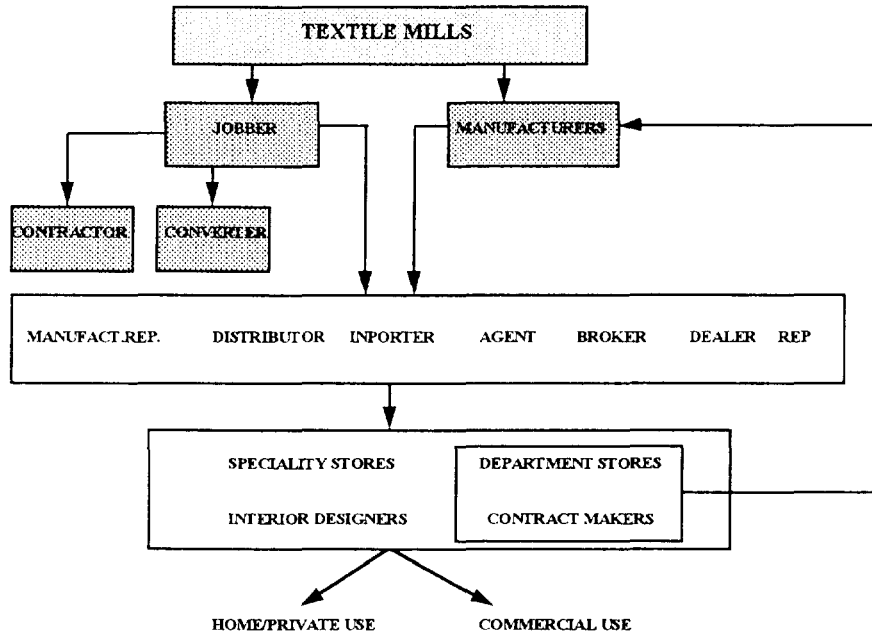 TEXTILE MILLS
JOBBER MANUFACTURERS
CONTRACTOR CONVERTER
MANUFACT.REP. DISTRIBUTOR INPORTER AGENT BROKER DEALER REP
SPECIALITY STORES DEPARTMENT STORES
INTERIOR DESIGNERS CONTRACT MAKERS
HOME/PRIVATE USE COMMERCIAL USE